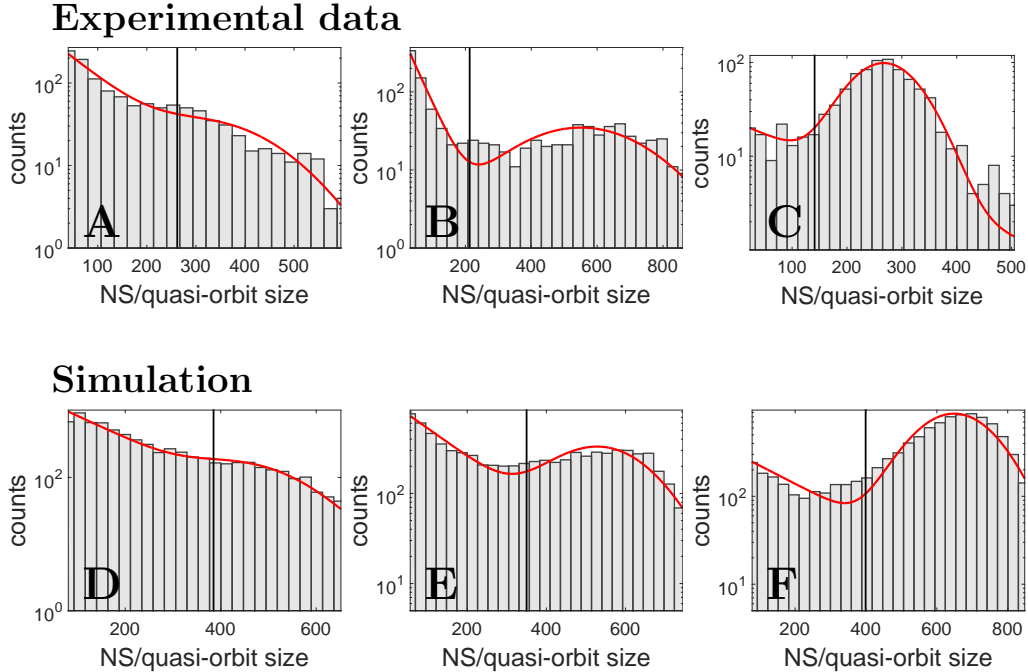 Experimental data
counts
10^2
10^1
10^0
A
100 200 300 400 500
NS/quasi-orbit size
counts
10^2
10^1
10^0
B
200 400 600 800
NS/quasi-orbit size
counts
10^2
10^1
C
100 200 300 400 500
NS/quasi-orbit size
Simulation
counts
10^2
10^0
D
200 400 600
NS/quasi-orbit size
counts
10^2
10^1
E
200 400 600
NS/quasi-orbit size
counts
10^2
10^1
F
200 400 600 800
NS/quasi-orbit size